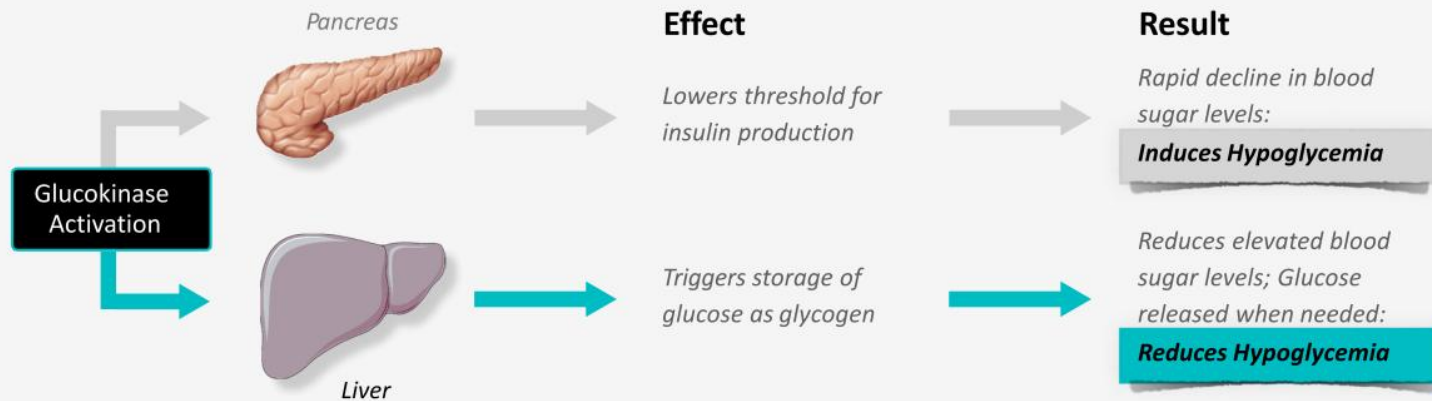 Pancreas
Effect
Result
Glucokinase
Activation
Lowers threshold for
insulin production
Rapid decline in blood
sugar levels:
Induces Hypoglycemia
Liver
Triggers storage of
glucose as glycogen
Reduces elevated blood
sugar levels; Glucose
released when needed:
Reduces Hypoglycemia